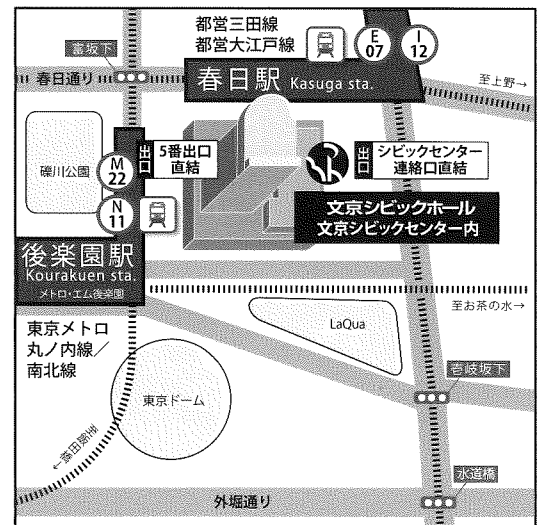 都営三田線
都営大江戸線
E
07
I
12
富坂下
春日通り
春日駅 Kasuga sta.
至上野→
礫川公園
M
22
N
11
出口
5番出口
直結
出口
シビックセンター
連絡口直結
文京シビックホール
文京シビックセンター内
後楽園駅
Kourakuen sta.
メトロ・エム後楽園
至お茶の水→
東京メトロ
丸ノ内線/
南北線
LaQua
東京ドーム
壱岐坂下
←至飯田橋
水道橋
外堀通り